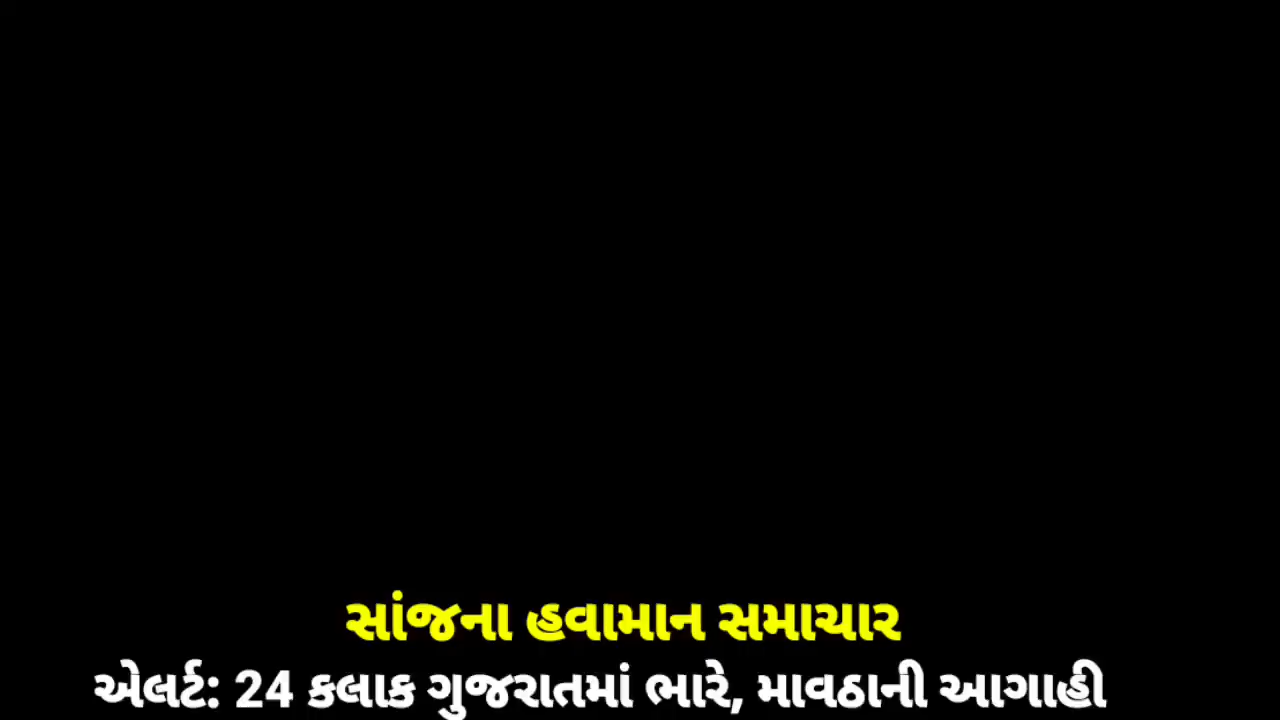 સાંજના હવામાન સમાચાર
એલર્ટ: 24 કલાક ગુજરાતમાં ભારે, માવઠાની આગાહી